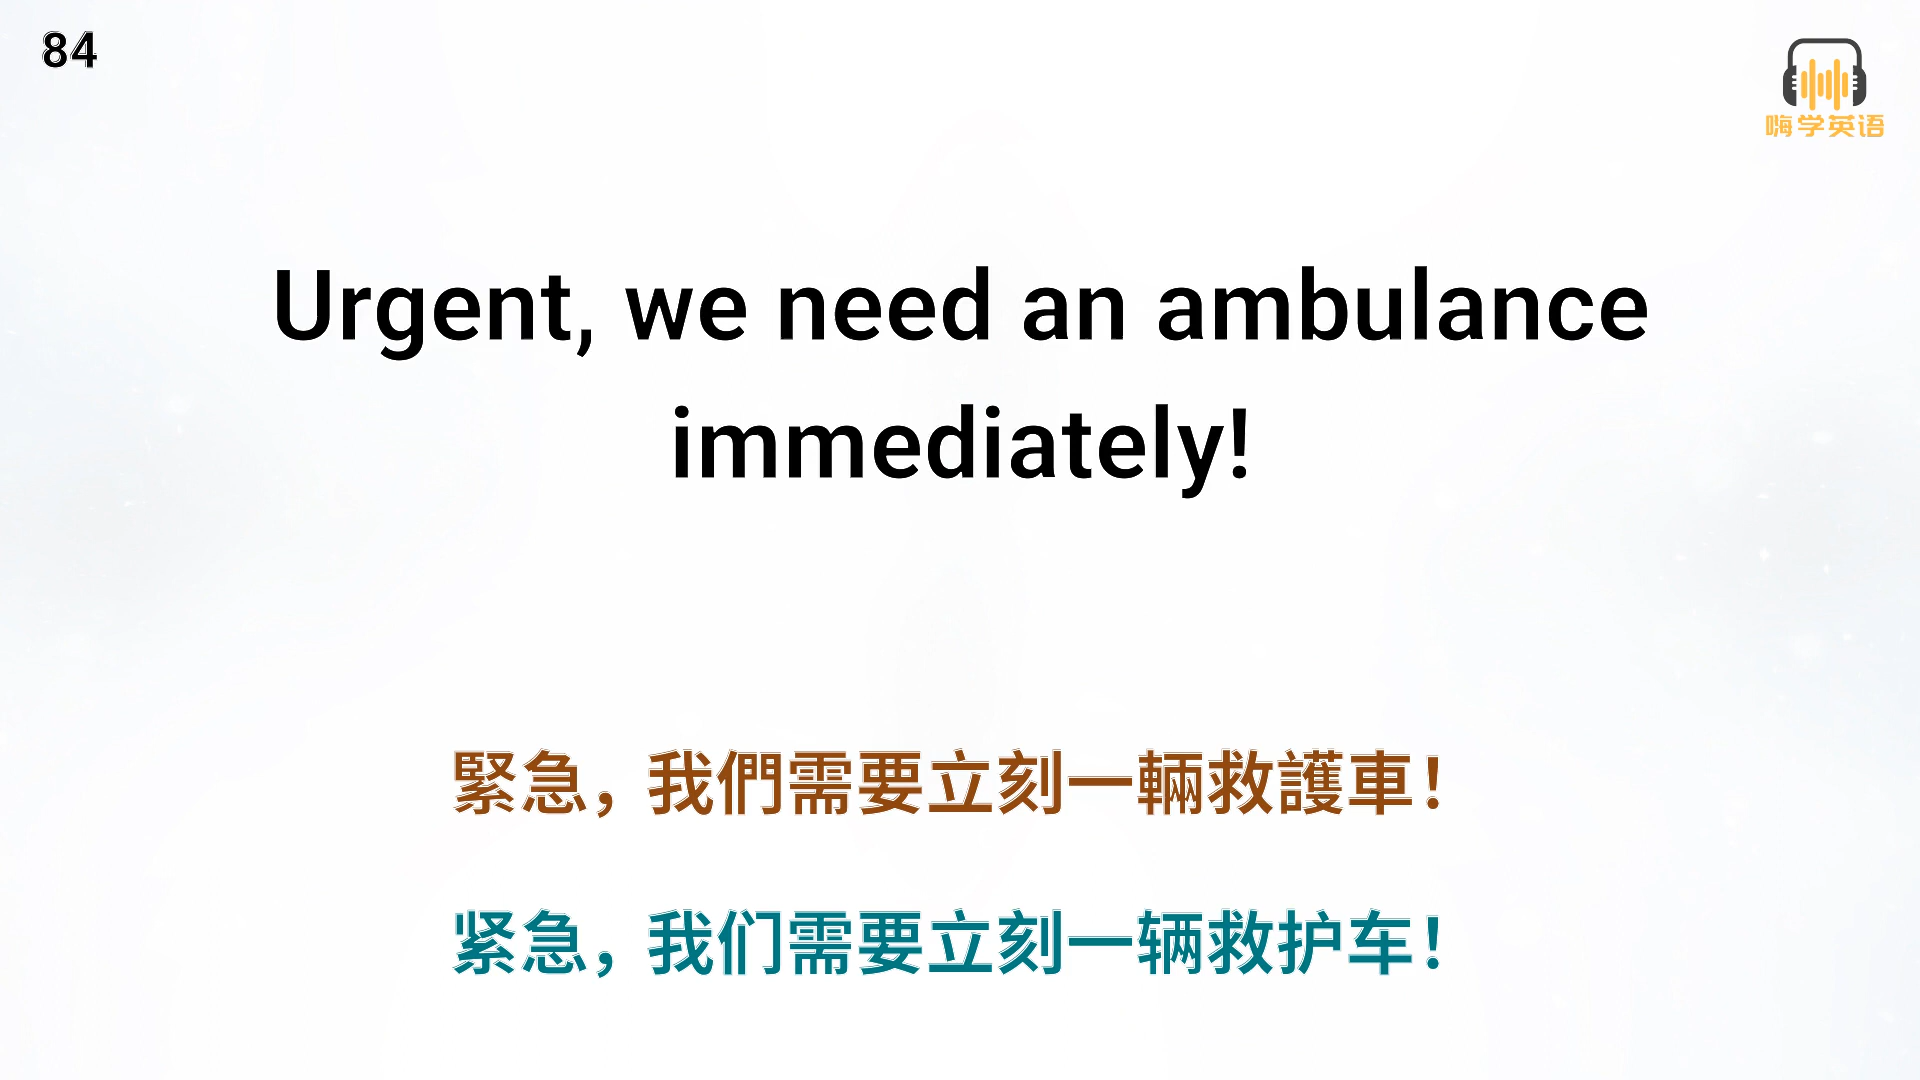 84
嗨学英语
Urgent, we need an ambulance
immediately!
緊急，我們需要立刻一輛救護車！
紧急，我们需要立刻一辆救护车！